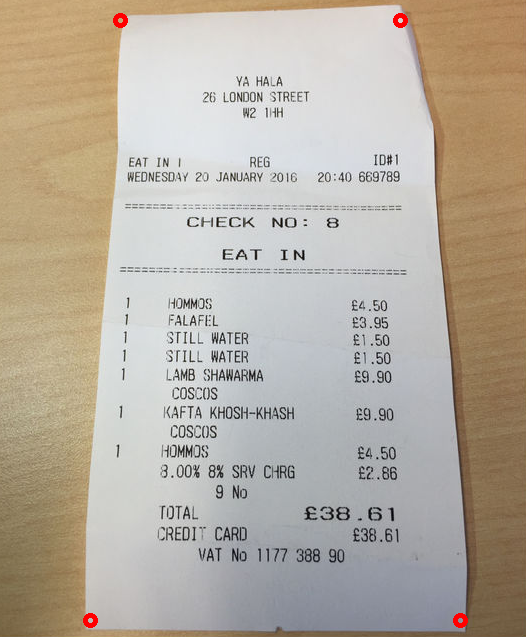 YA HALA
26 LONDON STREET
W2 1HH
EAT IN 1 REG ID#1
WEDNESDAY 20 JANUARY 2016 20:40 669789
========================================
CHECK NO: 8
EAT IN
========================================
1 HOMMOS £4.50
1 FALAFEL £3.95
1 STILL WATER £1.50
1 STILL WATER £1.50
1 LAMB SHAWARMA £9.90
COSCOS
1 KAFTA KHOSH-KHASH £9.90
COSCOS
1 HOMMOS £4.50
8.00% 8% SRV CHRG £2.86
9 No
TOTAL £38.61
CREDIT CARD £38.61
VAT No 1177 388 90